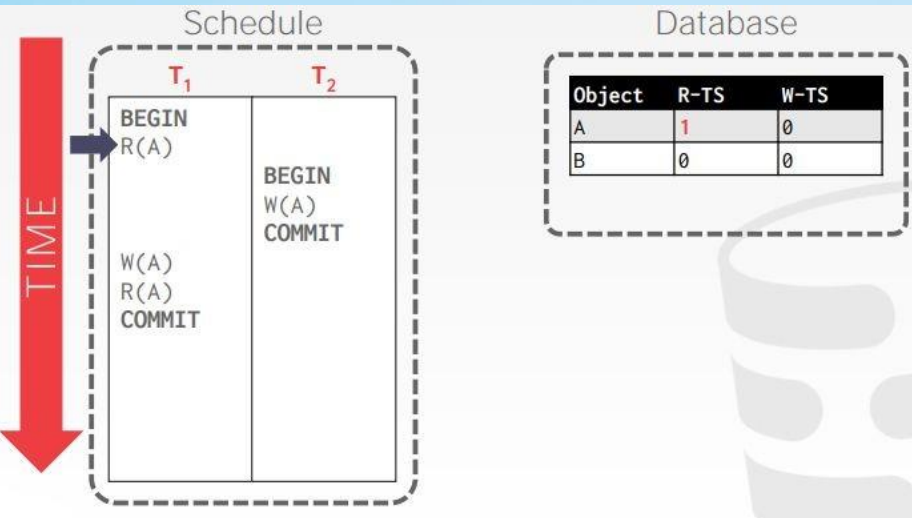 Schedule
Database
TIME
T1 T2
BEGIN
R(A)
BEGIN
W(A)
COMMIT
W(A)
R(A)
COMMIT
Object R-TS W-TS
A 1 0
B 0 0